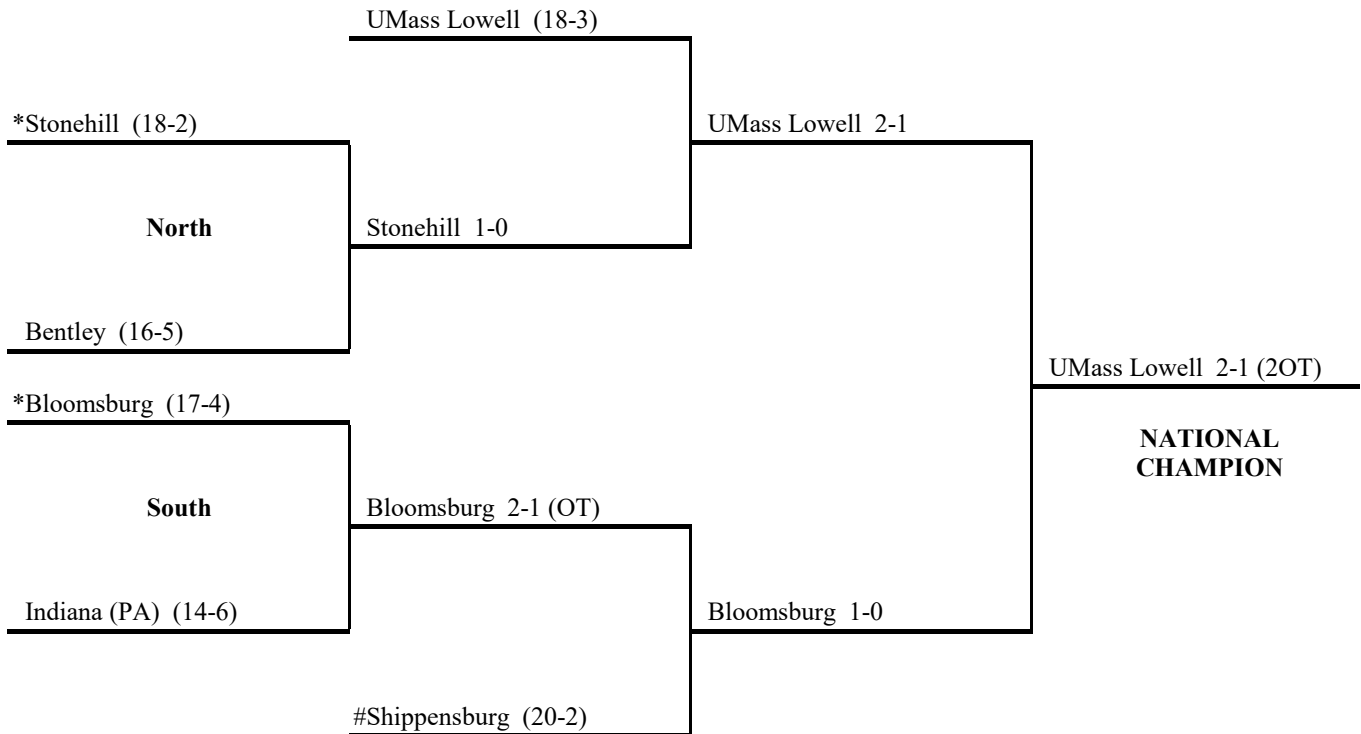 UMass Lowell (18-3)
*Stonehill (18-2)
UMass Lowell 2-1
North
Stonehill 1-0
Bentley (16-5)
UMass Lowell 2-1 (2OT)
*Bloomsburg (17-4)
NATIONAL
CHAMPION
South
Bloomsburg 2-1 (OT)
Indiana (PA) (14-6)
Bloomsburg 1-0
#Shippensburg (20-2)